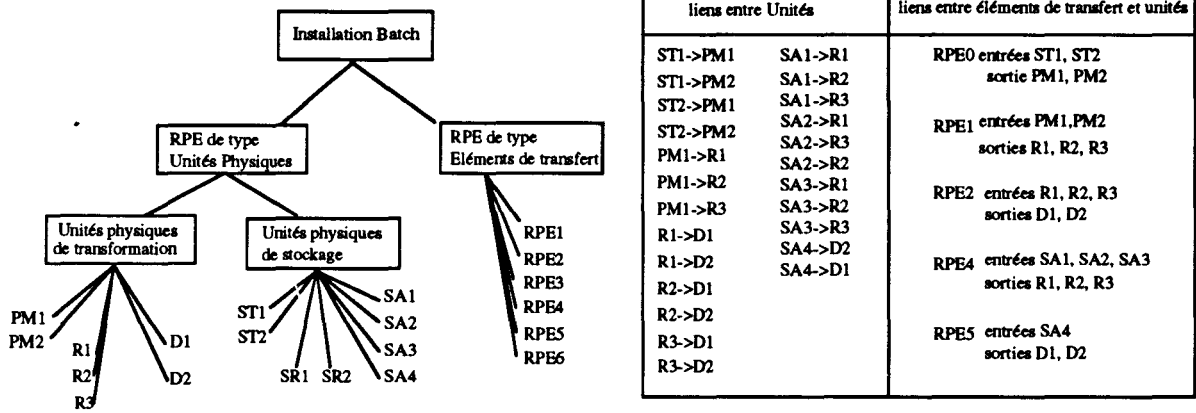 Installation Batch
RPE de type
Unités Physiques
RPE de type
Eléments de transfert
Unités physiques
de transformation
Unités physiques
de stockage
RPE1
RPE2
RPE3
RPE4
RPE5
RPE6
PM1
PM2
R1
R2
R3
D1
D2
ST1
ST2
SR1
SR2
SA1
SA2
SA3
SA4
liens entre Unités
liens entre éléments de transfert et unités
ST1->PM1
ST1->PM2
ST2->PM1
ST2->PM2
PM1->R1
PM1->R2
PM1->R3
R1->D1
R1->D2
R2->D1
R2->D2
R3->D1
R3->D2
SA1->R1
SA1->R2
SA1->R3
SA2->R1
SA2->R3
SA2->R2
SA3->R1
SA3->R2
SA3->R3
SA4->D2
SA4->D1
RPE0 entrées ST1, ST2
sortie PM1, PM2
RPE1 entrées PM1,PM2
sorties R1, R2, R3
RPE2 entrées R1, R2, R3
sorties D1, D2
RPE4 entrées SA1, SA2, SA3
sorties R1, R2, R3
RPE5 entrées SA4
sorties D1, D2